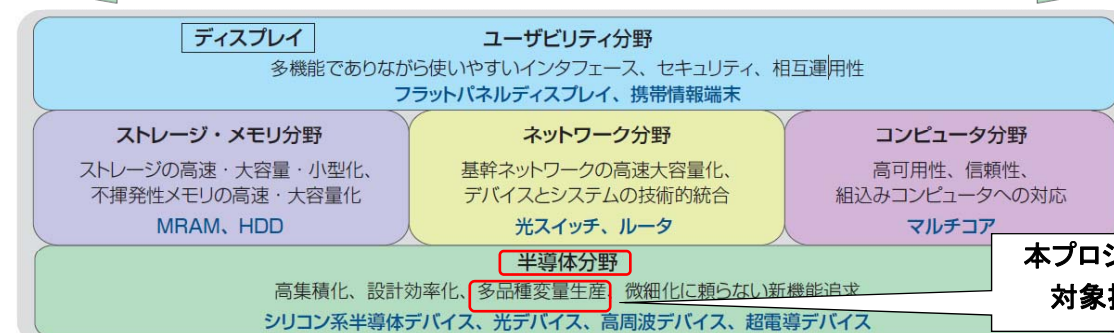 ディスプレイ
ユーザビリティ分野
多機能でありながら使いやすいインタフェース、セキュリティ、相互運用性
フラットパネルディスプレイ、携帯情報端末
ストレージ・メモリ分野
ストレージの高速・大容量・小型化、
不揮発性メモリの高速・大容量化
MRAM、HDD
ネットワーク分野
基幹ネットワークの高速大容量化、
デバイスとシステムの技術的統合
光スイッチ、ルータ
コンピュータ分野
高可用性、信頼性、
組込みコンピュータへの対応
マルチコア
半導体分野
高集積化、設計効率化、多品種変量生産、微細化に頼らない新機能追求
シリコン系半導体デバイス、光デバイス、高周波デバイス、超電導デバイス
本プロジ
対象